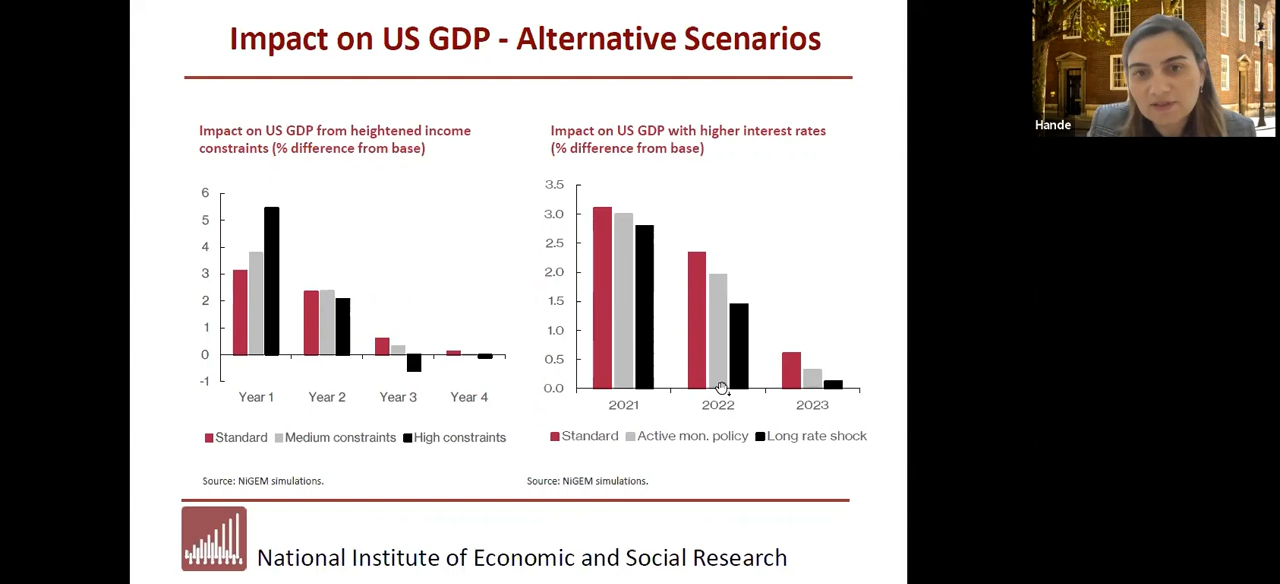 Impact on US GDP - Alternative Scenarios
Hande
Impact on US GDP from heightened income
constraints (% difference from base)
6
5
4
3
2
1
0
-1
Year 1 Year 2 Year 3 Year 4
Standard Medium constraints High constraints
Source: NiGEM simulations.
Impact on US GDP with higher interest rates
(% difference from base)
3.5
3.0
2.5
2.0
1.5
1.0
0.5
0.0
2021 2022 2023
Standard Active mon. policy Long rate shock
Source: NiGEM simulations.
National Institute of Economic and Social Research